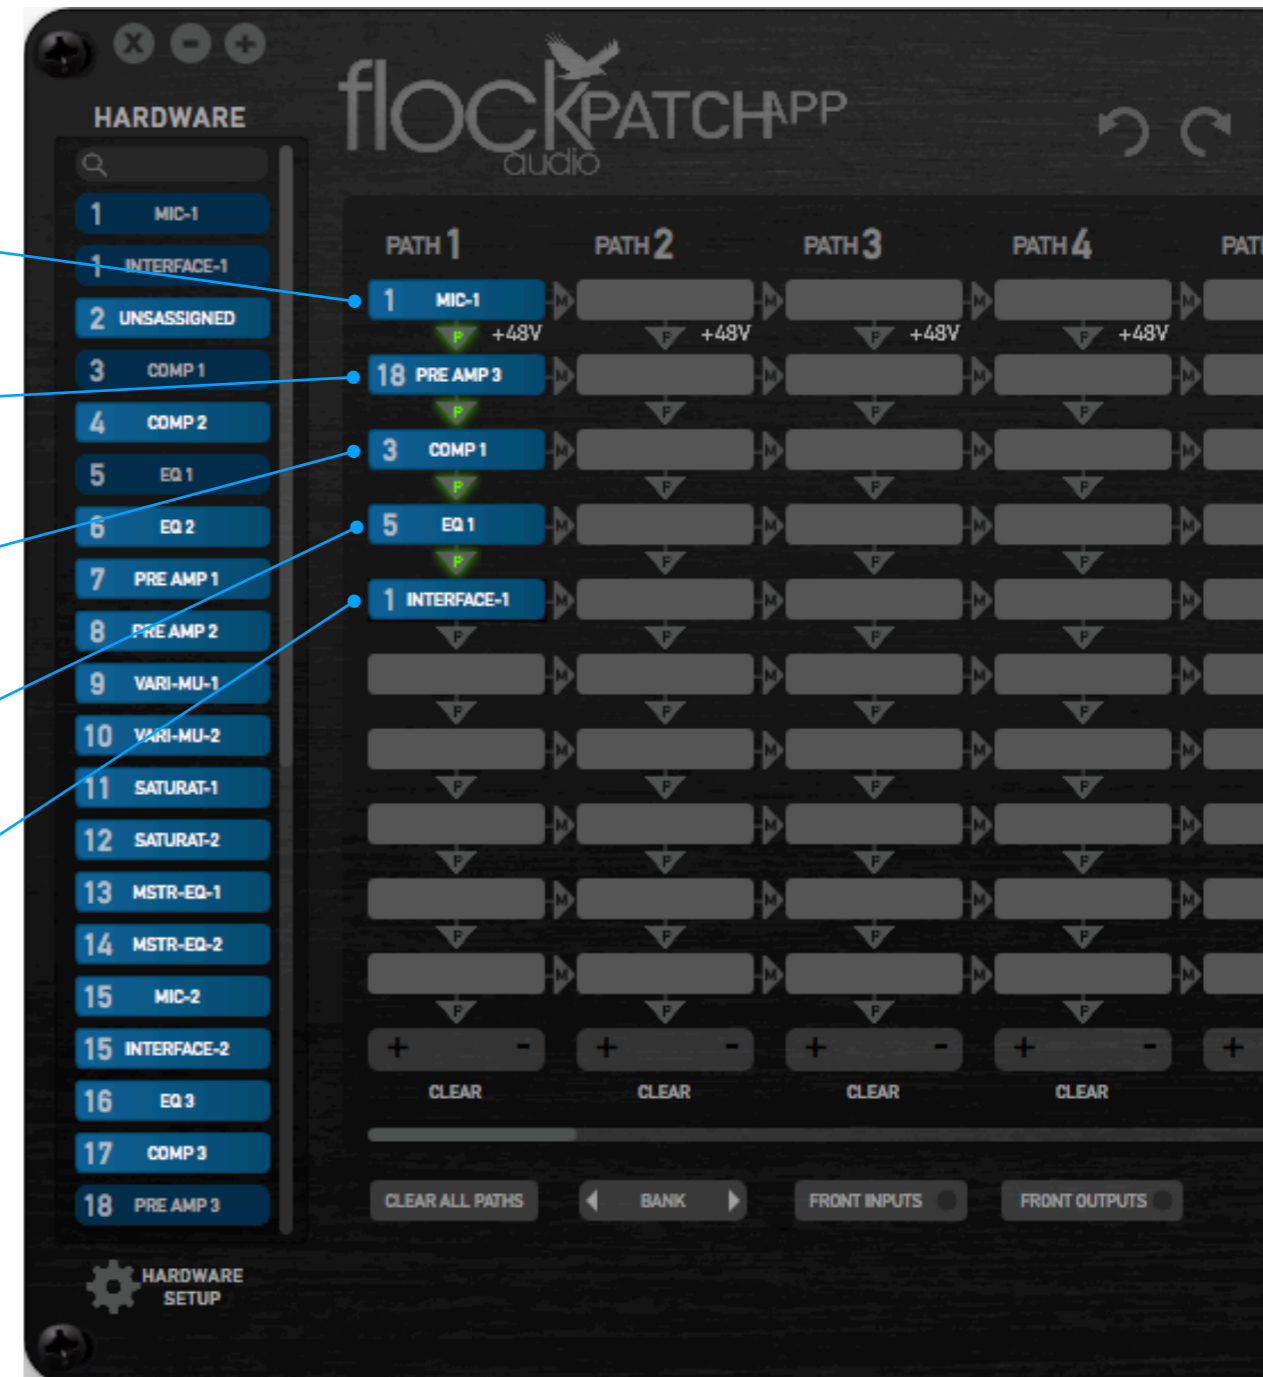 X - +
HARDWARE
flock PATCH APP
audio
1 MIC-1
1 INTERFACE-1
2 UNSASSIGNED
3 COMP 1
4 COMP 2
5 EQ 1
6 EQ 2
7 PRE AMP 1
8 PRE AMP 2
9 VARI-MU-1
10 VARI-MU-2
11 SATURAT-1
12 SATURAT-2
13 MSTR-EQ-1
14 MSTR-EQ-2
15 MIC-2
15 INTERFACE-2
16 EQ 3
17 COMP 3
18 PRE AMP 3
HARDWARE
SETUP
PATH 1 PATH 2 PATH 3 PATH 4 PATH
1 MIC-1 M M M M
P +48V P +48V P +48V P +48V
18 PRE AMP 3 M M M M
P P P P
3 COMP 1 M M M M
P P P P
5 EQ 1 M M M M
P P P P
1 INTERFACE-1 M M M M
P P P P
M M M M
P P P P
M M M M
P P P P
M M M M
P P P P
M M M M
P P P P
M M M M
P P P P
+ - + - + - + - +
CLEAR CLEAR CLEAR CLEAR
CLEAR ALL PATHS BANK FRONT INPUTS FRONT OUTPUTS